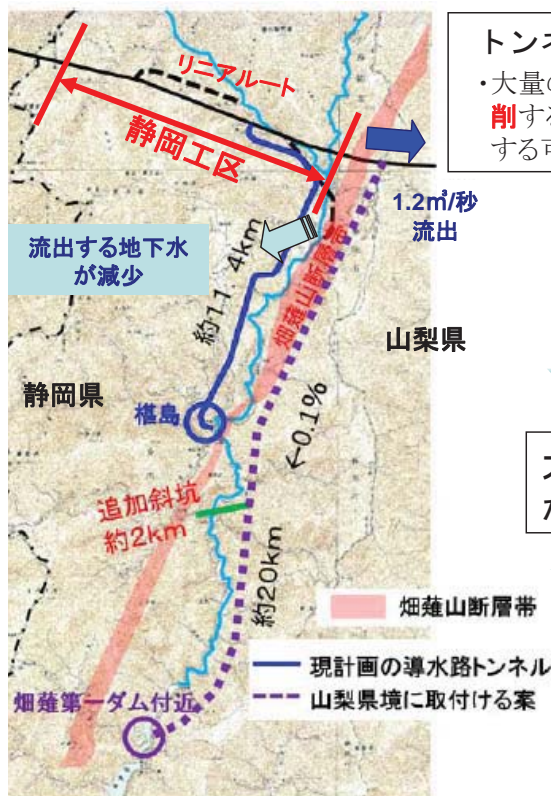 リニアルート
静岡工区
トンネ
・大量の
削する
する可
1.2㎥/秒
流出
流出する地下水
が減少
約11.4km
畑薙山断層帯
山梨県
静岡県
椹島
←0.1%
追加斜坑
約2km
約20km
畑薙山断層帯
現計画の導水路トンネル
山梨県境に取付ける案
畑薙第一ダム付近